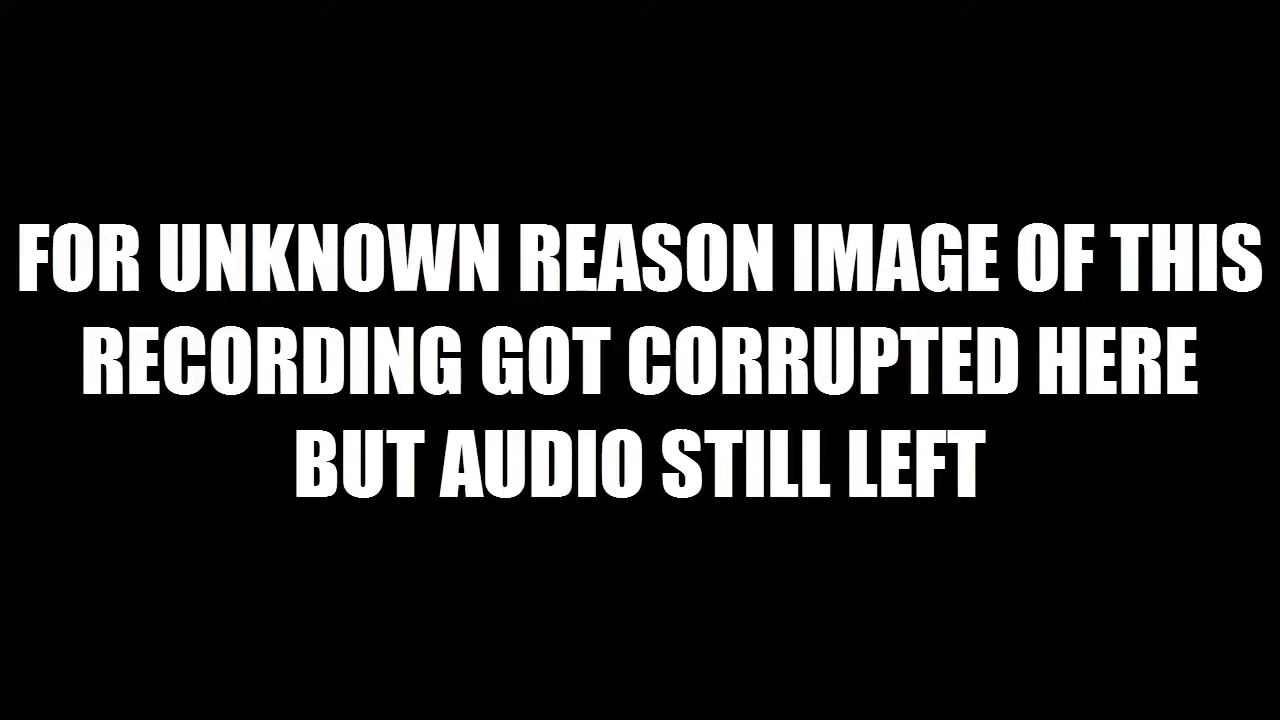 FOR UNKNOWN REASON IMAGE OF THIS
RECORDING GOT CORRUPTED HERE
BUT AUDIO STILL LEFT